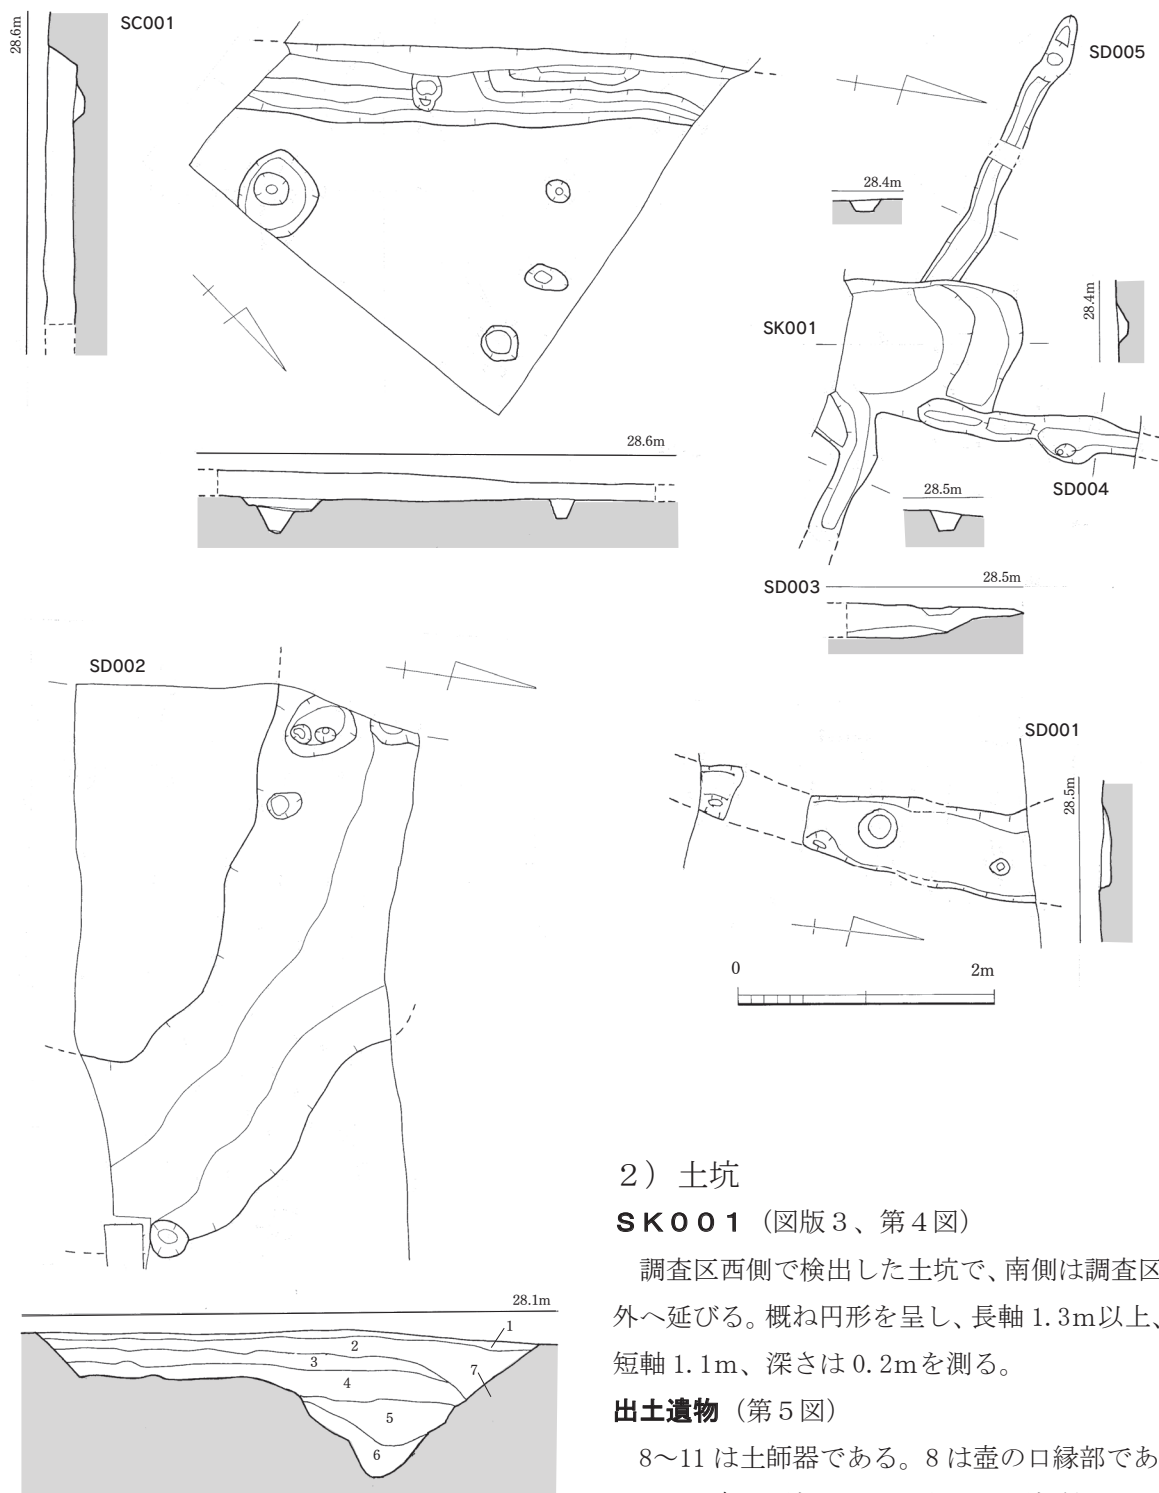 SC001
28.6m
SD005
28.4m
SK001
28.4m
28.6m
28.5m
SD004
SD003
28.5m
SD002
SD001
28.5m
0
2m
28.1m
1
2
3
4
5
6
7
２）土坑
ＳＫ００１（図版３、第４図）
調査区西側で検出した土坑で、南側は調査区
外へ延びる。概ね円形を呈し、長軸 1.3m以上、
短軸 1.1m、深さは 0.2mを測る。
出土遺物（第５図）
8～11 は土師器である。8 は壺の口縁部であ